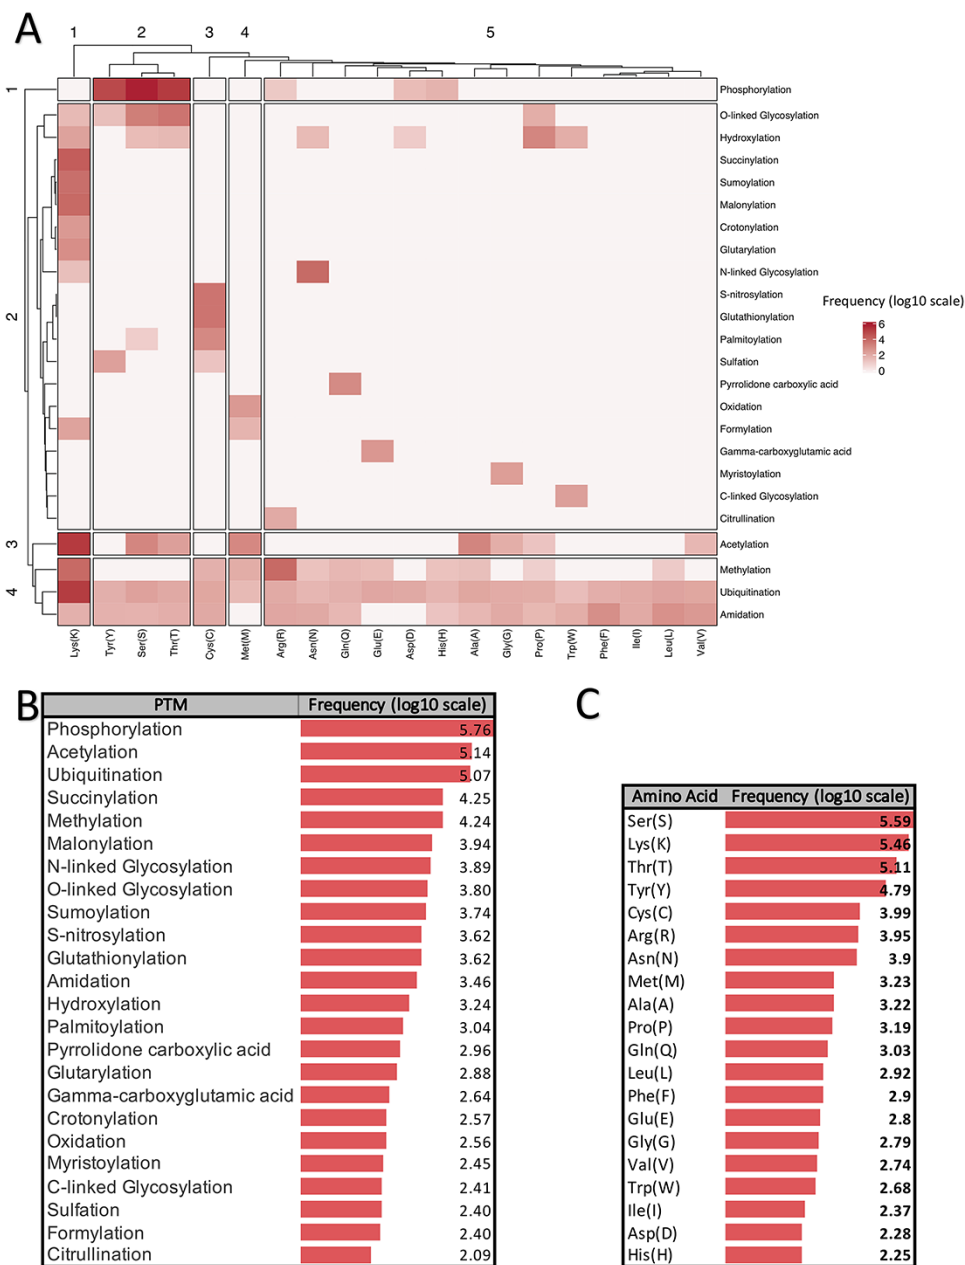 A
1 2 3 4 5
1
2
3
4
Phosphorylation
O-linked Glycosylation
Hydroxylation
Succinylation
Sumoylation
Malonylation
Crotonylation
Glutarylation
N-linked Glycosylation
S-nitrosylation
Glutathionylation
Palmitoylation
Sulfation
Pyrrolidone carboxylic acid
Oxidation
Formylation
Gamma-carboxyglutamic acid
Myristoylation
C-linked Glycosylation
Citrullination
Acetylation
Methylation
Ubiquitination
Amidation
Frequency (log10 scale)
6
4
2
0
Lys(K) Tyr(Y) Ser(S) Thr(T) Cys(C) Met(M) Arg(R) Asn(N) Gln(Q) Glu(E) Asp(D) His(H) Ala(A) Gly(G) Pro(P) Trp(W) Phe(F) Ile(I) Leu(L) Val(V)
B
PTM Frequency (log10 scale)
Phosphorylation 5.76
Acetylation 5.14
Ubiquitination 5.07
Succinylation 4.25
Methylation 4.24
Malonylation 3.94
N-linked Glycosylation 3.89
O-linked Glycosylation 3.80
Sumoylation 3.74
S-nitrosylation 3.62
Glutathionylation 3.62
Amidation 3.46
Hydroxylation 3.24
Palmitoylation 3.04
Pyrrolidone carboxylic acid 2.96
Glutarylation 2.88
Gamma-carboxyglutamic acid 2.64
Crotonylation 2.57
Oxidation 2.56
Myristoylation 2.45
C-linked Glycosylation 2.41
Sulfation 2.40
Formylation 2.40
Citrullination 2.09
C
Amino Acid Frequency (log10 scale)
Ser(S) 5.59
Lys(K) 5.46
Thr(T) 5.11
Tyr(Y) 4.79
Cys(C) 3.99
Arg(R) 3.95
Asn(N) 3.9
Met(M) 3.23
Ala(A) 3.22
Pro(P) 3.19
Gln(Q) 3.03
Leu(L) 2.92
Phe(F) 2.9
Glu(E) 2.8
Gly(G) 2.79
Val(V) 2.74
Trp(W) 2.68
Ile(I) 2.37
Asp(D) 2.28
His(H) 2.25